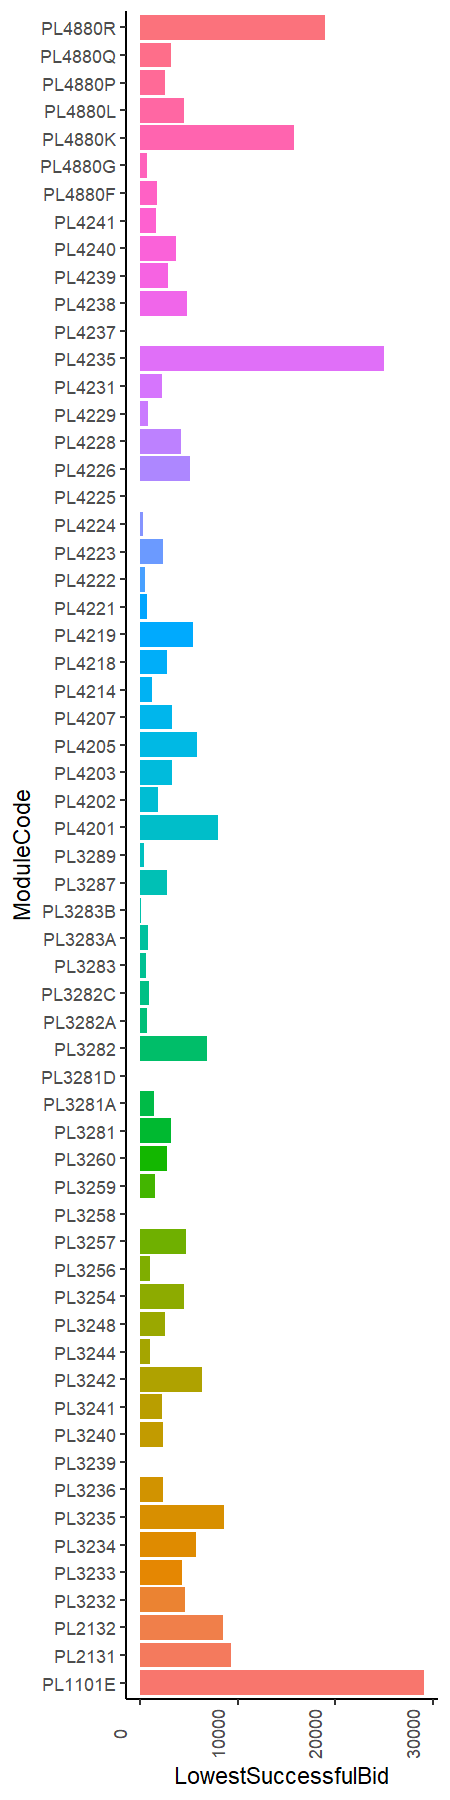 PL4880R
PL4880Q
PL4880P
PL4880L
PL4880K
PL4880G
PL4880F
PL4241
PL4240
PL4239
PL4238
PL4237
PL4235
PL4231
PL4229
PL4228
PL4226
PL4225
PL4224
PL4223
PL4222
PL4221
PL4219
PL4218
PL4214
PL4207
PL4205
PL4203
PL4202
PL4201
PL3289
PL3287
PL3283B
PL3283A
PL3283
PL3282C
PL3282A
PL3282
PL3281D
PL3281A
PL3281
PL3260
PL3259
PL3258
PL3257
PL3256
PL3254
PL3248
PL3244
PL3242
PL3241
PL3240
PL3239
PL3236
PL3235
PL3234
PL3233
PL3232
PL2132
PL2131
PL1101E
ModuleCode
0
10000
20000
30000
LowestSuccessfulBid